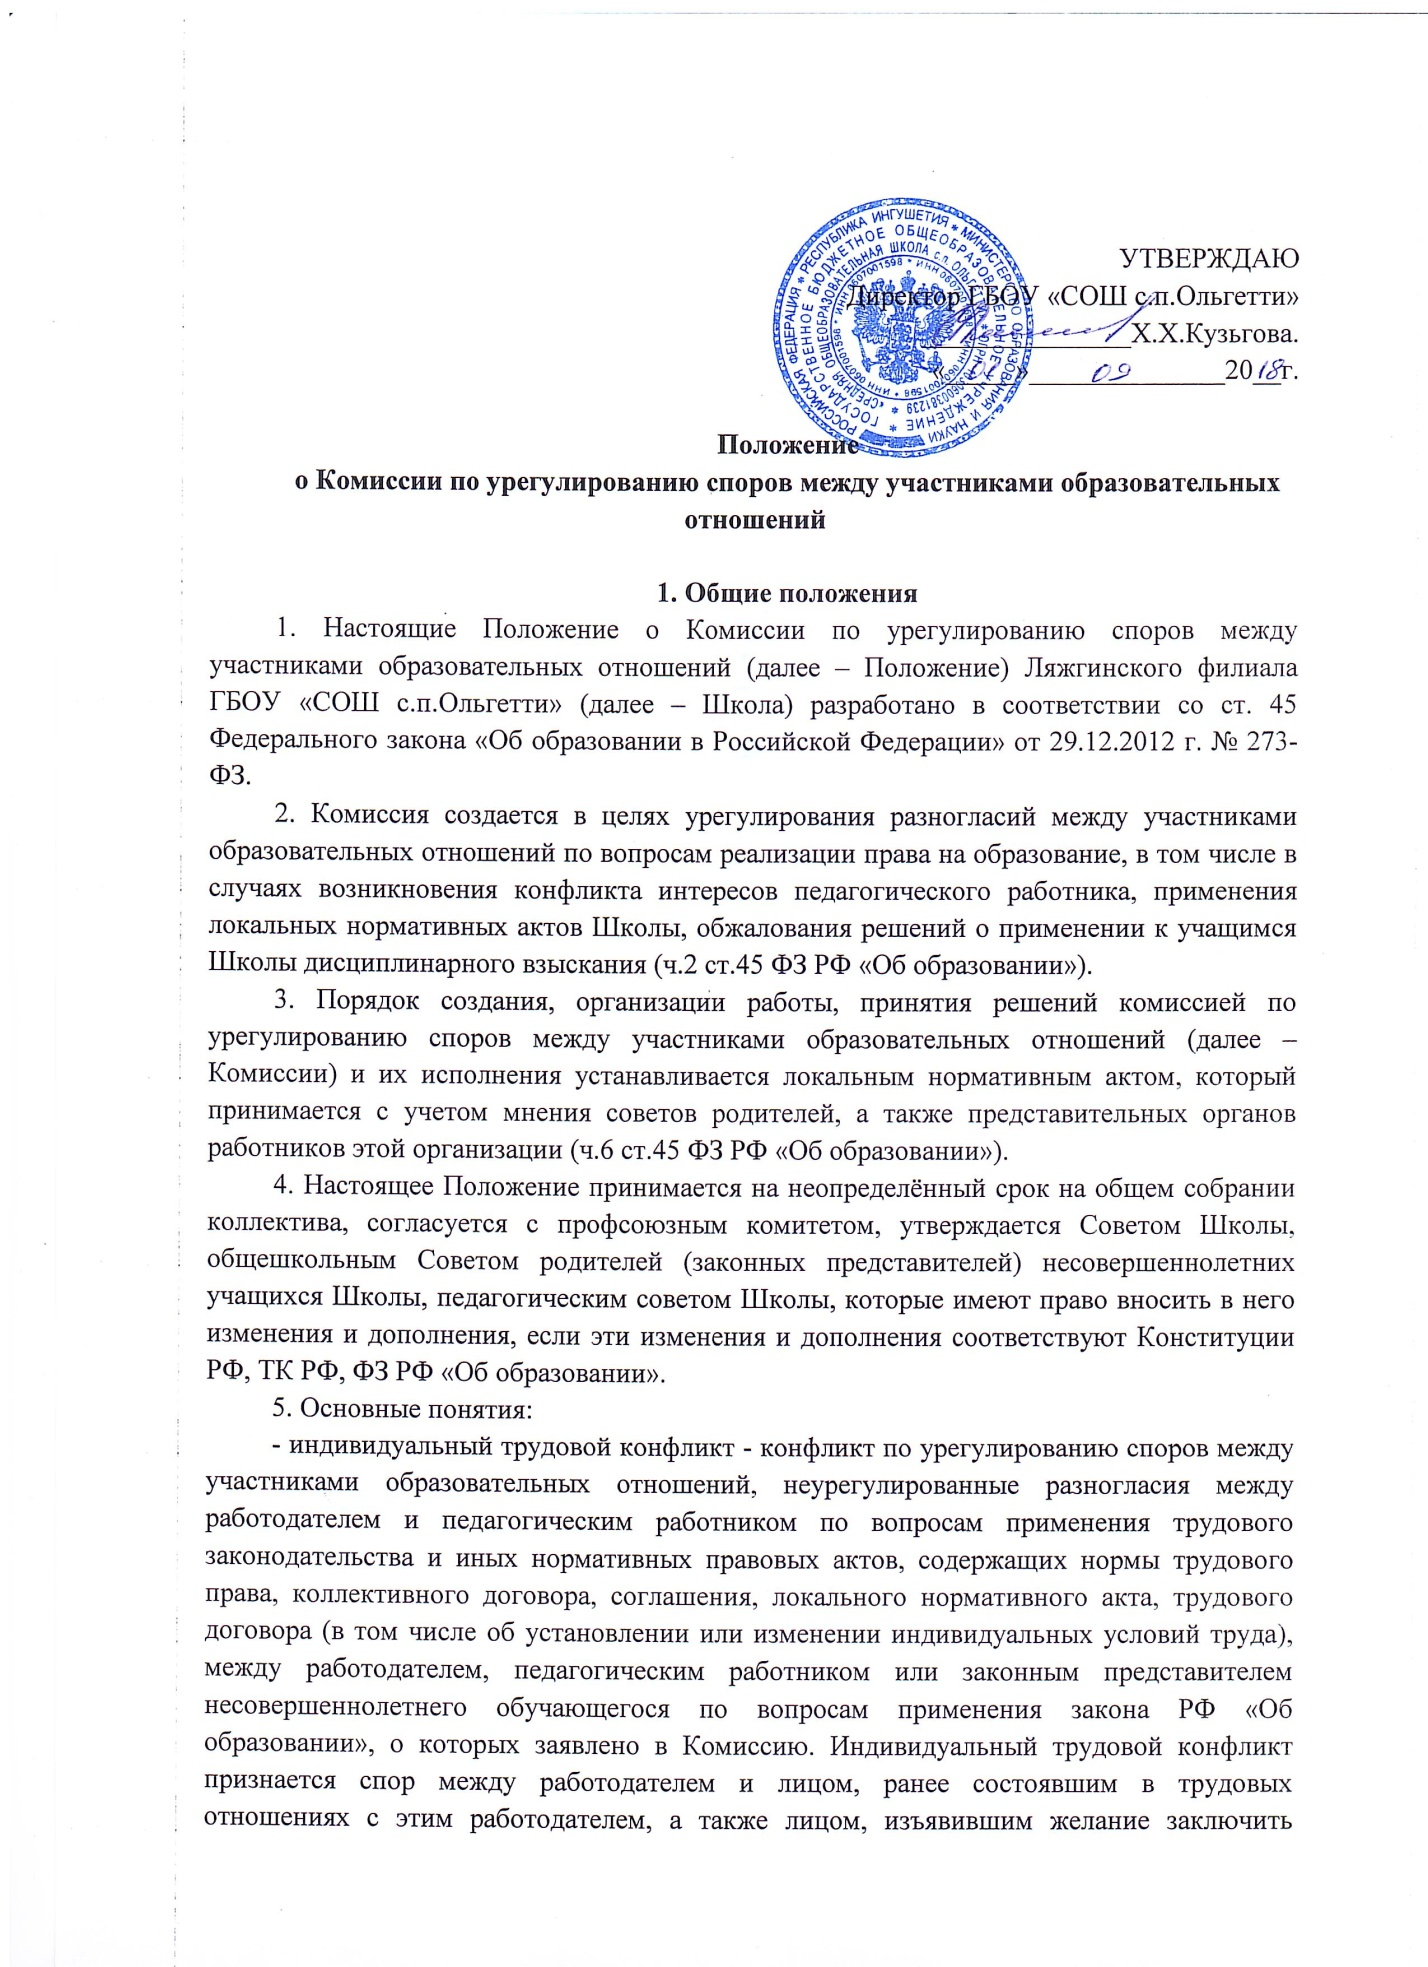 РОССИЙСКАЯ ФЕДЕРАЦИЯ * РЕСПУБЛИКА ИНГУШЕТИЯ * МИНИСТЕРСТВО ОБРАЗОВАНИЯ И НАУКИ
ГОСУДАРСТВЕННОЕ БЮДЖЕТНОЕ ОБЩЕОБРАЗОВАТЕЛЬНОЕ УЧРЕЖДЕНИЕ *
УТВЕРЖДАЮ
Директор ГБОУ «СОШ с.п.Ольгетти»
Х.Х.Кузьгова.
« » 09 2018г.
Положение
о Комиссии по урегулированию споров между участниками образовательных
отношений
1. Общие положения
1. Настоящие Положение о Комиссии по урегулированию споров между
участниками образовательных отношений (далее – Положение) Ляжгинского филиала
ГБОУ «СОШ с.п.Ольгетти» (далее – Школа) разработано в соответствии со ст. 45
Федерального закона «Об образовании в Российской Федерации» от 29.12.2012 г. № 273-
ФЗ.
2. Комиссия создается в целях урегулирования разногласий между участниками
образовательных отношений по вопросам реализации права на образование, в том числе в
случаях возникновения конфликта интересов педагогического работника, применения
локальных нормативных актов Школы, обжалования решений о применении к учащимся
Школы дисциплинарного взыскания (ч.2 ст.45 ФЗ РФ «Об образовании»).
3. Порядок создания, организации работы, принятия решений комиссией по
урегулированию споров между участниками образовательных отношений (далее –
Комиссии) и их исполнения устанавливается локальным нормативным актом, который
принимается с учетом мнения советов родителей, а также представительных органов
работников этой организации (ч.6 ст.45 ФЗ РФ «Об образовании»).
4. Настоящее Положение принимается на неопределённый срок на общем собрании
коллектива, согласуется с профсоюзным комитетом, утверждается Советом Школы,
общешкольным Советом родителей (законных представителей) несовершеннолетних
учащихся Школы, педагогическим советом Школы, которые имеют право вносить в него
изменения и дополнения, если эти изменения и дополнения соответствуют Конституции
РФ, ТК РФ, ФЗ РФ «Об образовании».
5. Основные понятия:
- индивидуальный трудовой конфликт - конфликт по урегулированию споров между
участниками образовательных отношений, неурегулированные разногласия между
работодателем и педагогическим работником по вопросам применения трудового
законодательства и иных нормативных правовых актов, содержащих нормы трудового
права, коллективного договора, соглашения, локального нормативного акта, трудового
договора (в том числе об установлении или изменении индивидуальных условий труда),
между работодателем, педагогическим работником или законным представителем
несовершеннолетнего обучающегося по вопросам применения закона РФ «Об
образовании», о которых заявлено в Комиссию. Индивидуальный трудовой конфликт
признается спор между работодателем и лицом, ранее состоявшим в трудовых
отношениях с этим работодателем, а также лицом, изъявившим желание заключить